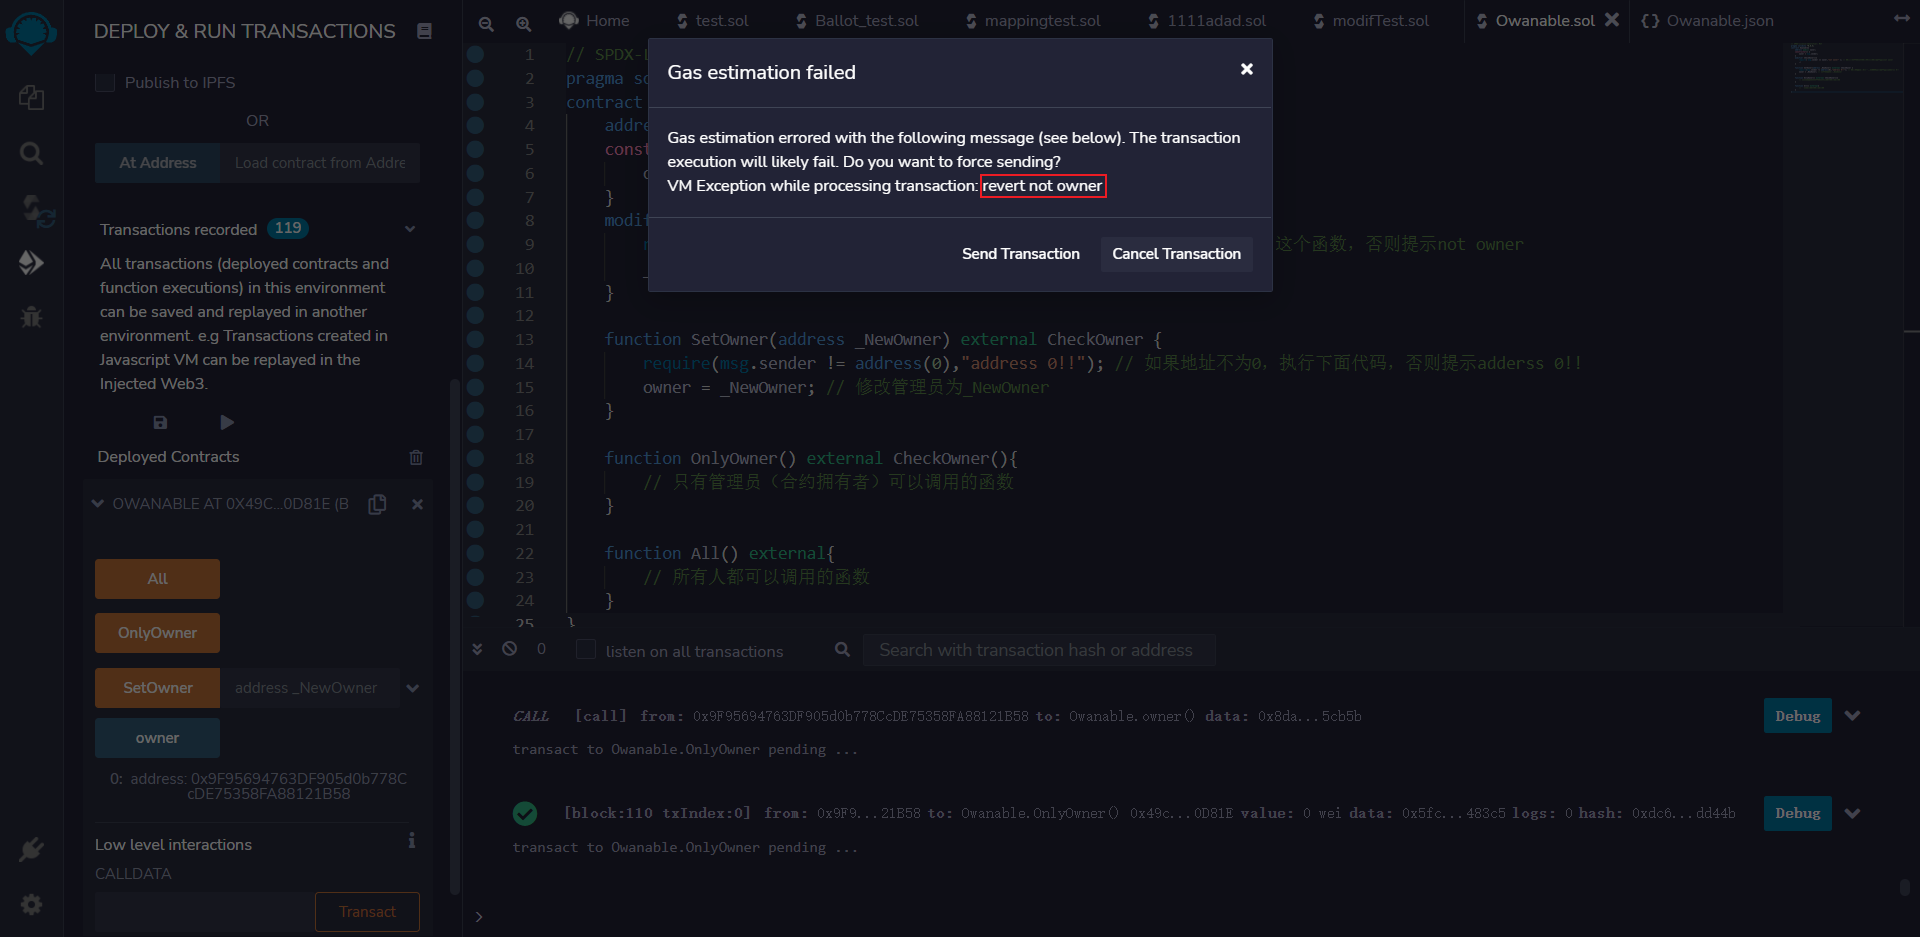 DEPLOY & RUN TRANSACTIONS
Publish to IPFS
OR
At Address
Load contract from Addre
Transactions recorded 119
All transactions (deployed contracts and
function executions) in this environment
can be saved and replayed in another
environment. e.g Transactions created in
Javascript VM can be replayed in the
Injected Web3.
Deployed Contracts
OWANABLE AT 0X49C...0D81E (B
All
OnlyOwner
SetOwner
address _NewOwner
owner
0: address: 0x9F95694763DF905d0b778C
cDE75358FA88121B58
Low level interactions
CALLDATA
Transact
Home
test.sol
Ballot_test.sol
mappingtest.sol
1111adad.sol
modifTest.sol
Owanable.sol
Owanable.json
Gas estimation failed
Gas estimation errored with the following message (see below). The transaction
execution will likely fail. Do you want to force sending?
VM Exception while processing transaction: revert not owner
Send Transaction
Cancel Transaction
1 // SPDX-L
2 pragma so
3 contract
4 addre
5 const
6 o
7 }
8 modif
9 r 这个函数，否则提示not owner
10 _
11 }
12
13 function SetOwner(address _NewOwner) external CheckOwner {
14 require(msg.sender != address(0),"address 0!!"); // 如果地址不为0，执行下面代码，否则提示adderss 0!!
15 owner = _NewOwner; // 修改管理员为_NewOwner
16 }
17
18 function OnlyOwner() external CheckOwner(){
19 // 只有管理员（合约拥有者）可以调用的函数
20 }
21
22 function All() external{
23 // 所有人都可以调用的函数
24 }
25 }
0
listen on all transactions
Search with transaction hash or address
CALL [call] from: 0x9F95694763DF905d0b778CcDE75358FA88121B58 to: Owanable.owner() data: 0x8da...5cb5b
Debug
transact to Owanable.OnlyOwner pending ...
[block:110 txIndex:0] from: 0x9F9...21B58 to: Owanable.OnlyOwner() 0x49c...0D81E value: 0 wei data: 0x5fc...483c5 logs: 0 hash: 0xdc6...dd44b
Debug
transact to Owanable.OnlyOwner pending ...
>